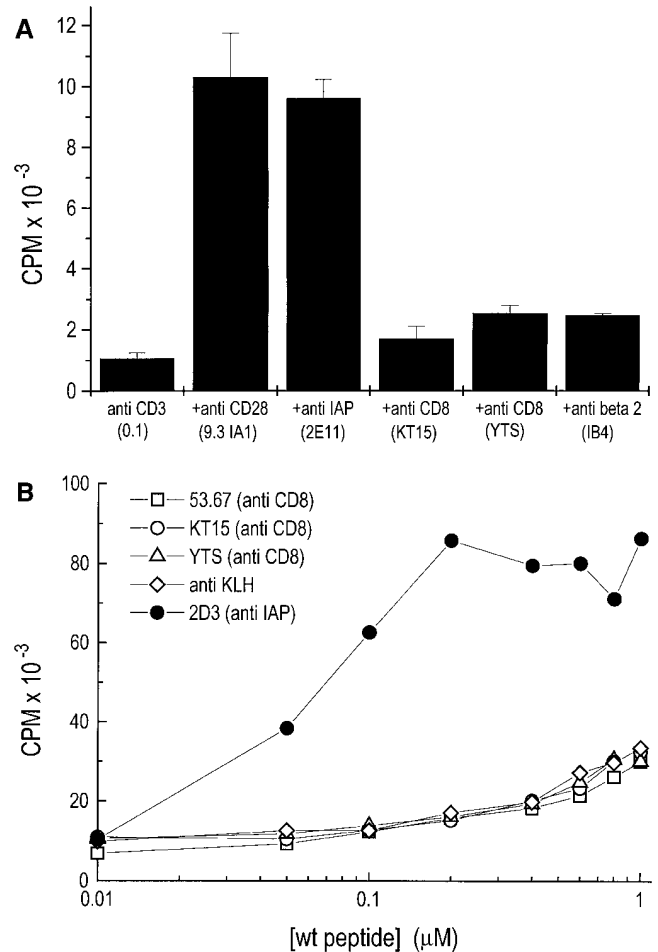 A
12
10
8
6
4
2
0
CPM x 10⁻³
anti CD3 +anti CD28 +anti IAP +anti CD8 +anti CD8 +anti beta 2
(0.1) (9.3 IA1) (2E11) (KT15) (YTS) (IB4)
B
100
80
60
40
20
0
CPM x 10⁻³
53.67 (anti CD8)
KT15 (anti CD8)
YTS (anti CD8)
anti KLH
2D3 (anti IAP)
0.01 0.1 1
[wt peptide] (μM)